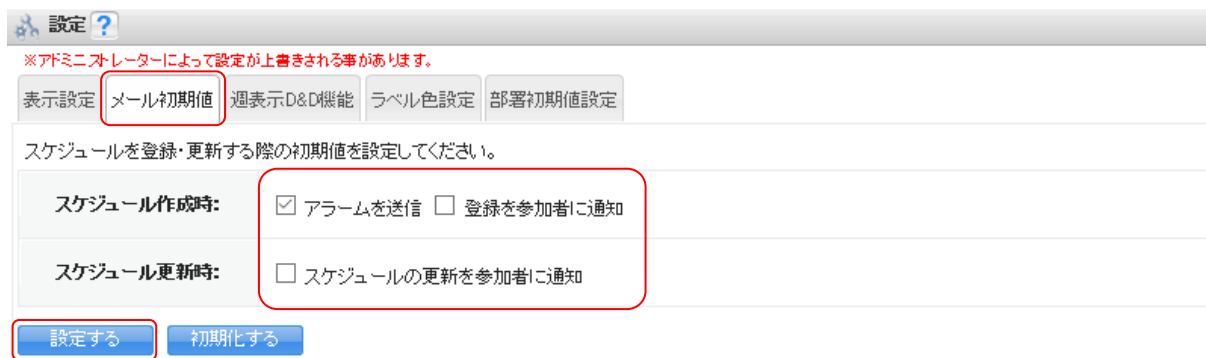 設定 ?
※アドミニストレーターによって設定が上書きされる事があります。
表示設定 メール初期値 週表示D&D機能 ラベル色設定 部署初期値設定
スケジュールを登録・更新する際の初期値を設定してください。
スケジュール作成時: アラームを送信 登録を参加者に通知
スケジュール更新時: スケジュールの更新を参加者に通知
設定する 初期化する